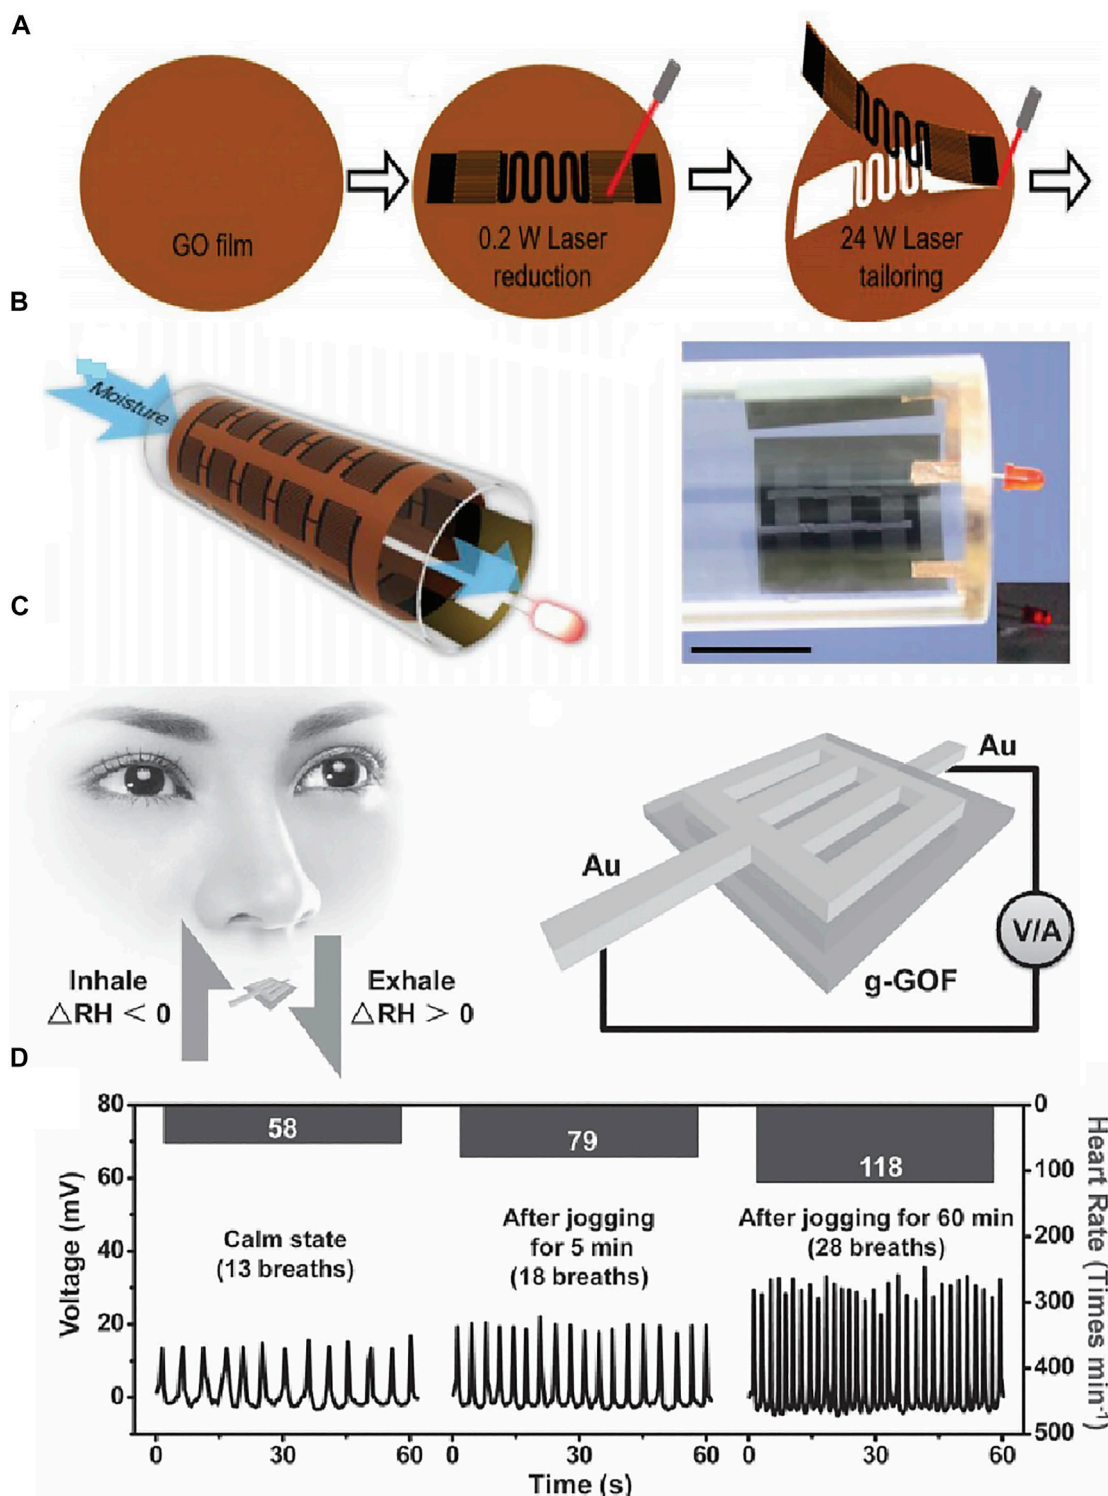 A
GO film
0.2 W Laser
reduction
24 W Laser
tailoring
B
Moisture
C
Inhale
△RH < 0
Exhale
△RH > 0
Au
Au
V/A
g-GOF
D
80
60
40
20
0
Voltage (mV)
58
79
118
Calm state
(13 breaths)
After jogging
for 5 min
(18 breaths)
After jogging for 60 min
(28 breaths)
0
100
200
300
400
500
Heart Rate (Times min⁻¹)
0
30
60
0
30
60
0
30
60
Time (s)